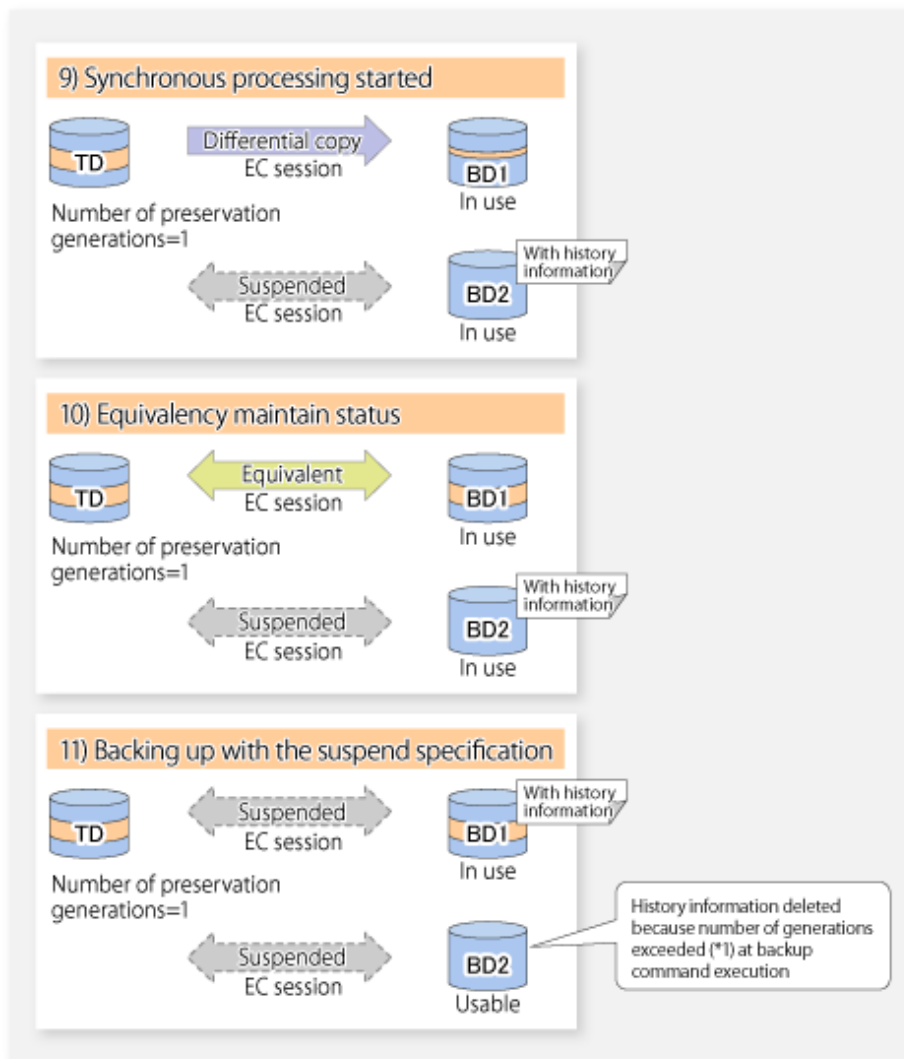 9) Synchronous processing started
TD
Differential copy
EC session
BD1
In use
Number of preservation
generations=1
Suspended
EC session
With history
information
BD2
In use
10) Equivalency maintain status
TD
Equivalent
EC session
BD1
In use
Number of preservation
generations=1
Suspended
EC session
With history
information
BD2
In use
11) Backing up with the suspend specification
TD
Suspended
EC session
With history
information
BD1
In use
Number of preservation
generations=1
Suspended
EC session
BD2
Usable
History information deleted
because number of generations
exceeded (*1) at backup
command execution